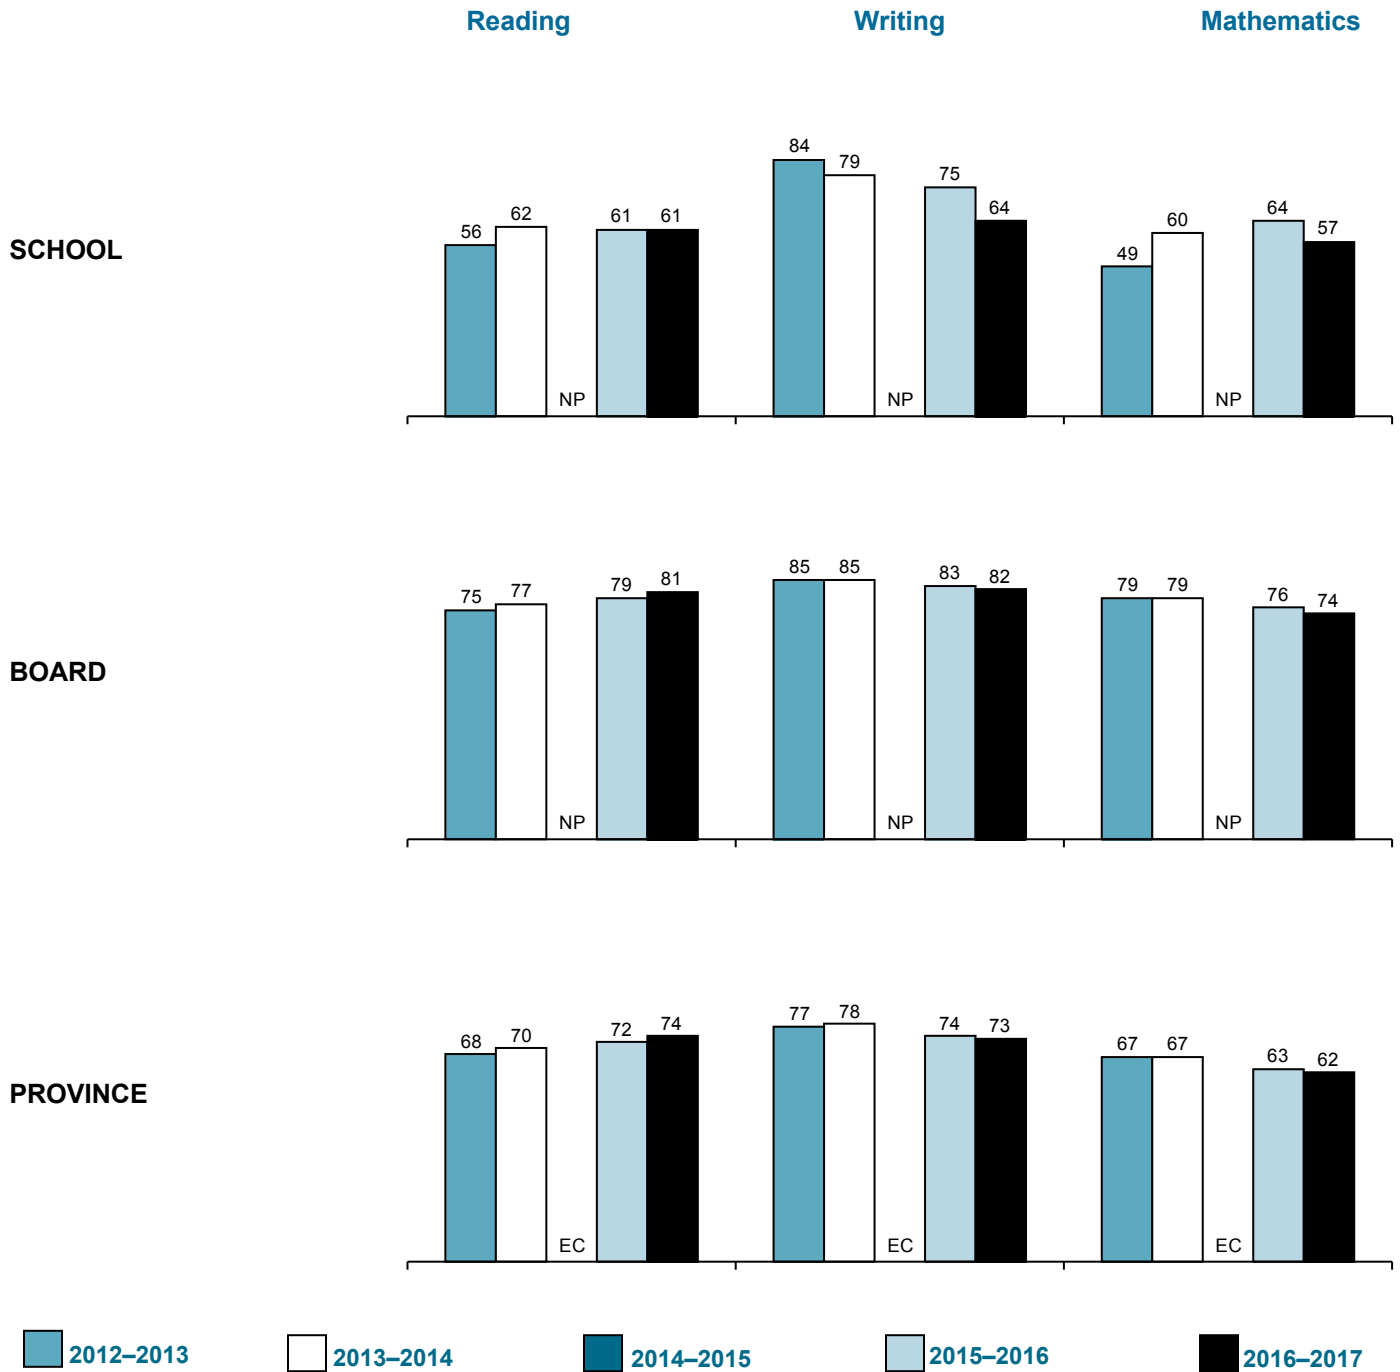 Reading Writing Mathematics
SCHOOL
56 62 NP 61 61 84 79 NP 75 64 49 60 NP 64 57
BOARD
75 77 NP 79 81 85 85 NP 83 82 79 79 NP 76 74
PROVINCE
68 70 EC 72 74 77 78 EC 74 73 67 67 EC 63 62
2012–2013 2013–2014 2014–2015 2015–2016 2016–2017